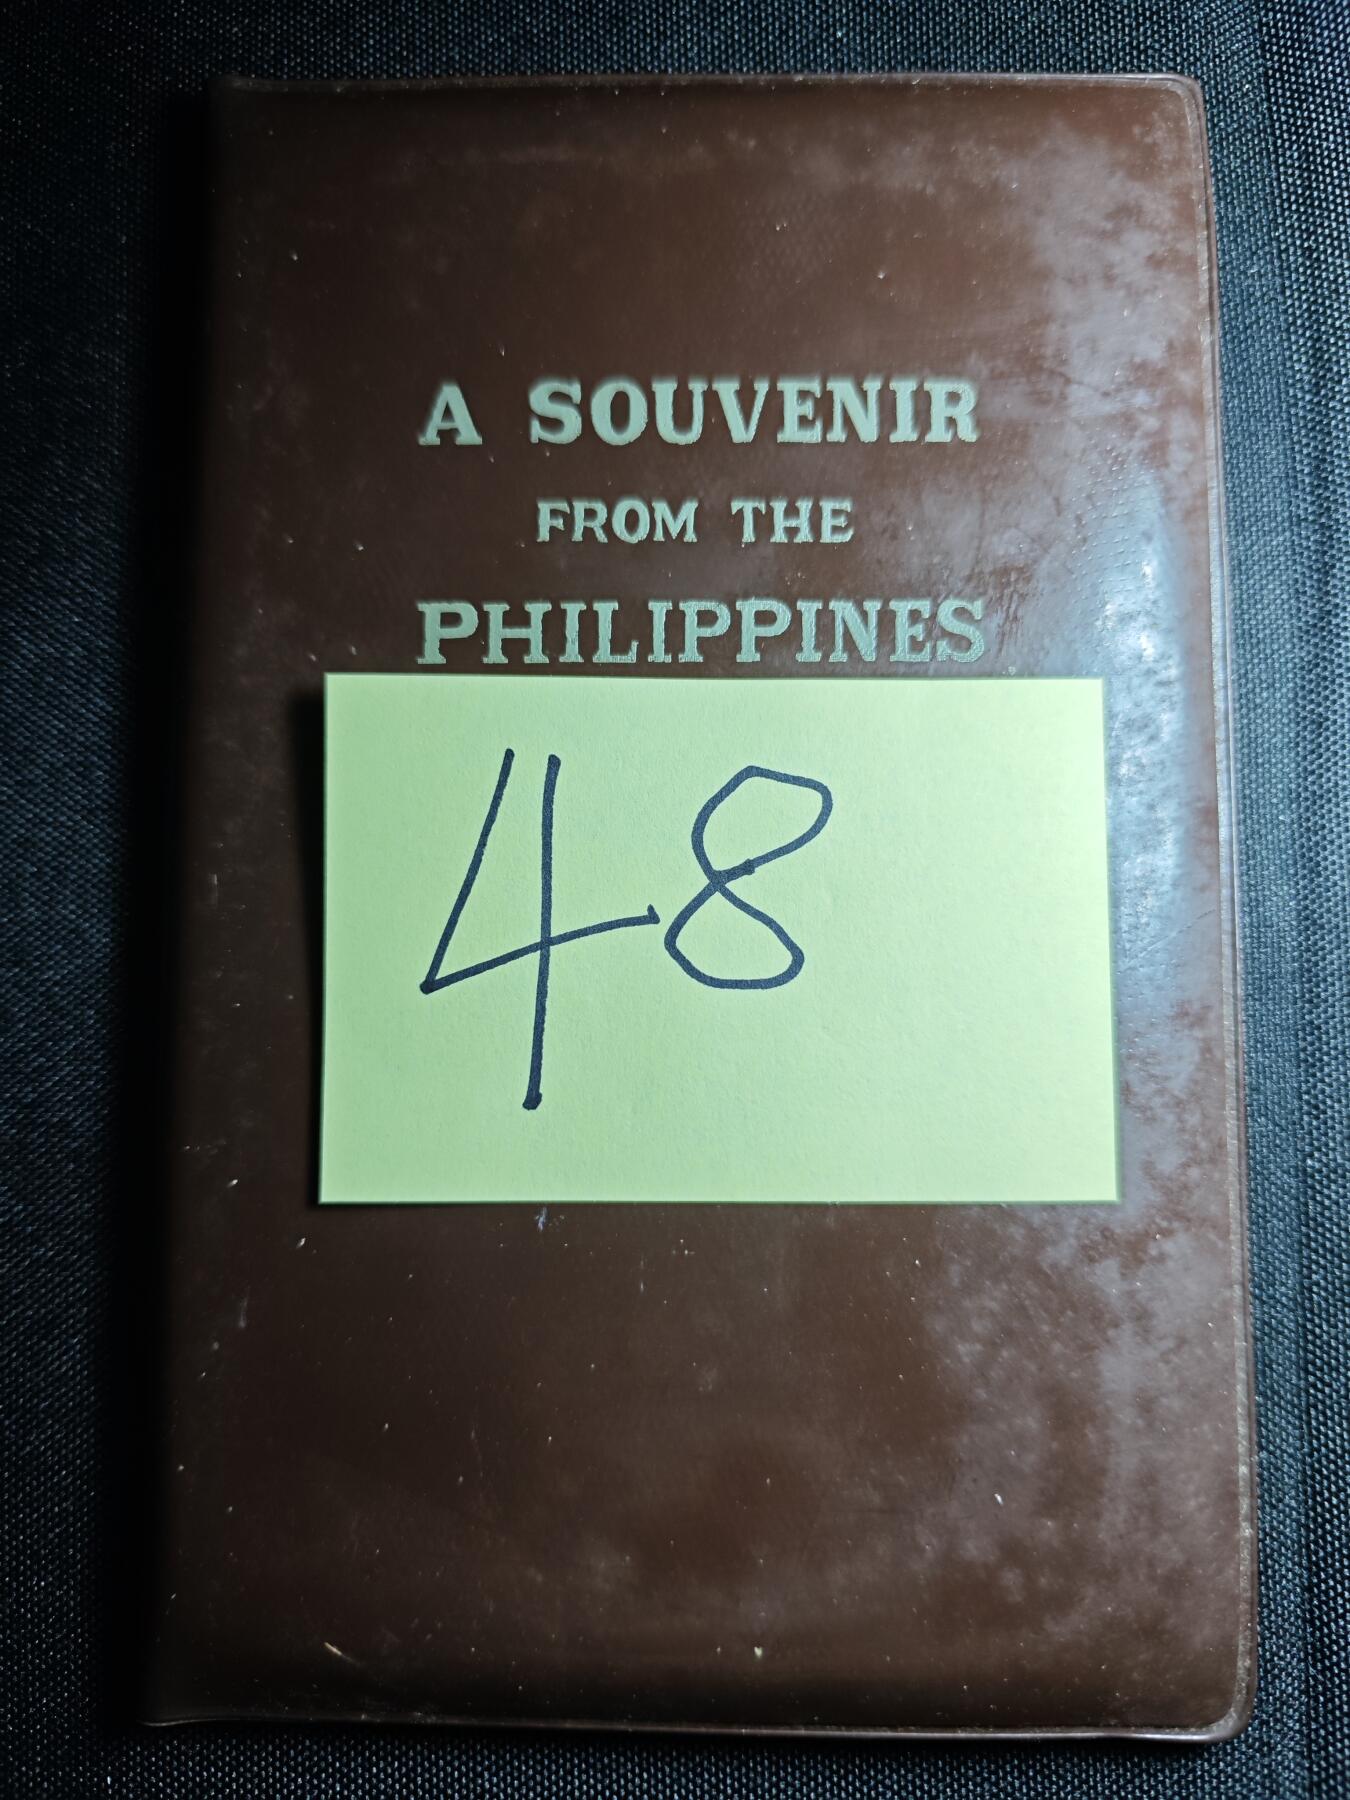 A SOUVENIR
FROM THE
PHILIPPINES
48